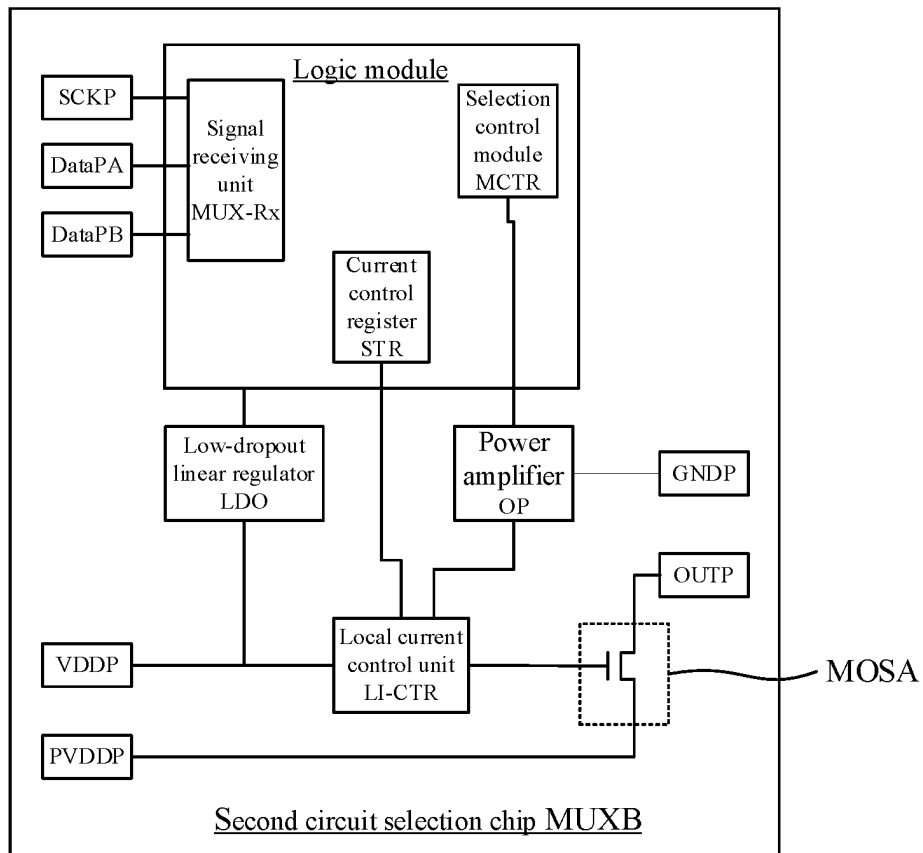 Logic module
SCKP
DataPA
DataPB
Signal
receiving
unit
MUX-Rx
Selection
control
module
MCTR
Current
control
register
STR
Low-dropout
linear regulator
LDO
Power
amplifier
OP
GNDP
OUTP
VDDP
Local current
control unit
LI-CTR
MOSA
PVDDP
Second circuit selection chip MUXB